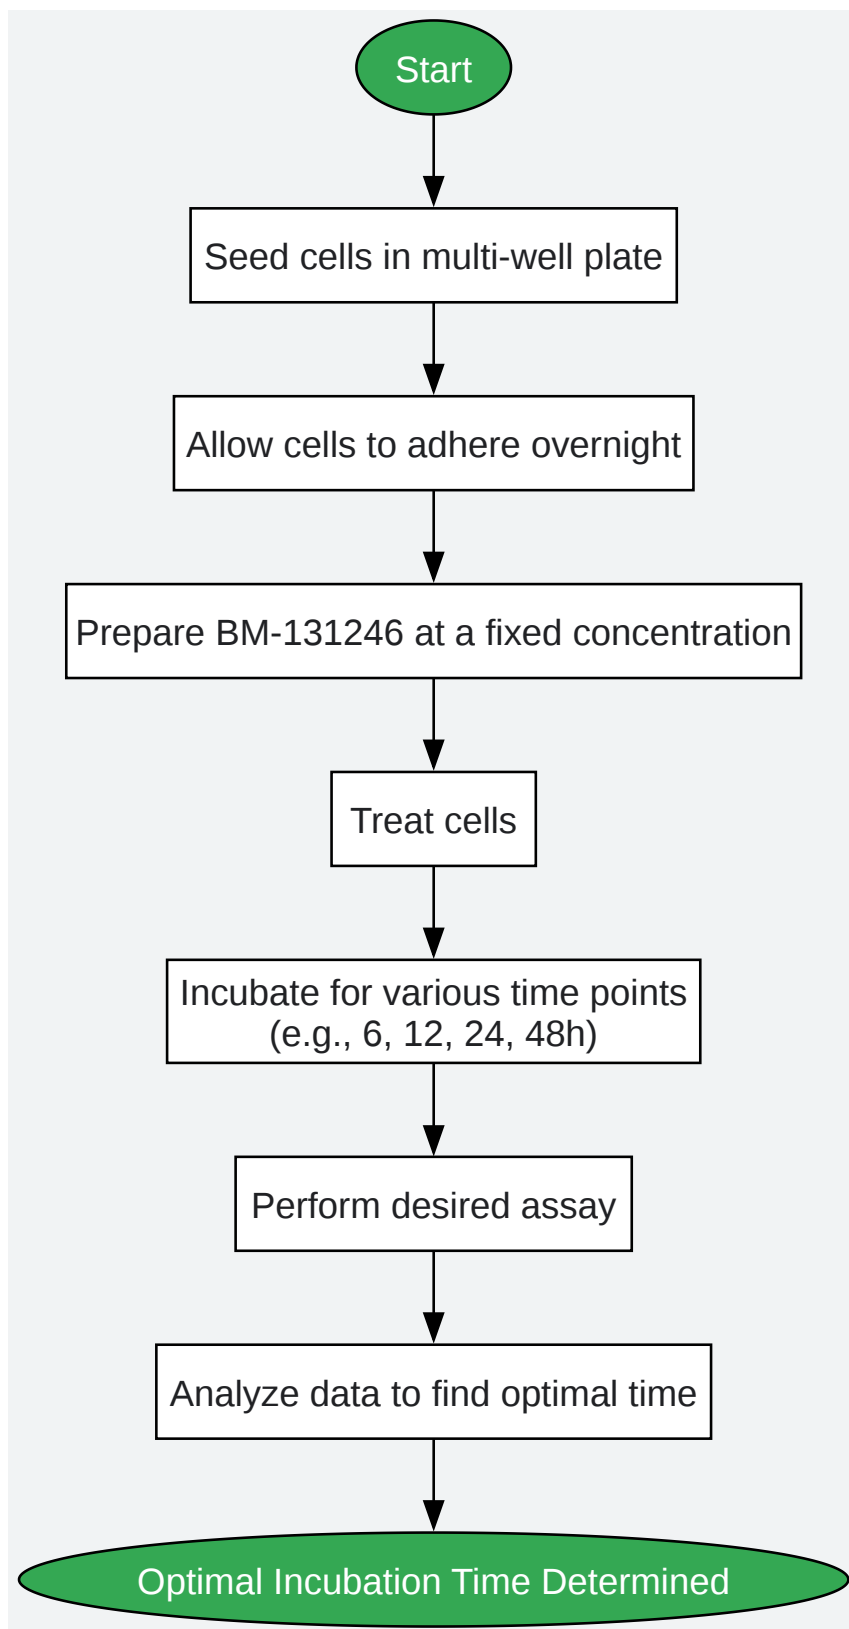 Start
Seed cells in multi-well plate
Allow cells to adhere overnight
Prepare BM-131246 at a fixed concentration
Treat cells
Incubate for various time points
(e.g., 6, 12, 24, 48h)
Perform desired assay
Analyze data to find optimal time
Optimal Incubation Time Determined